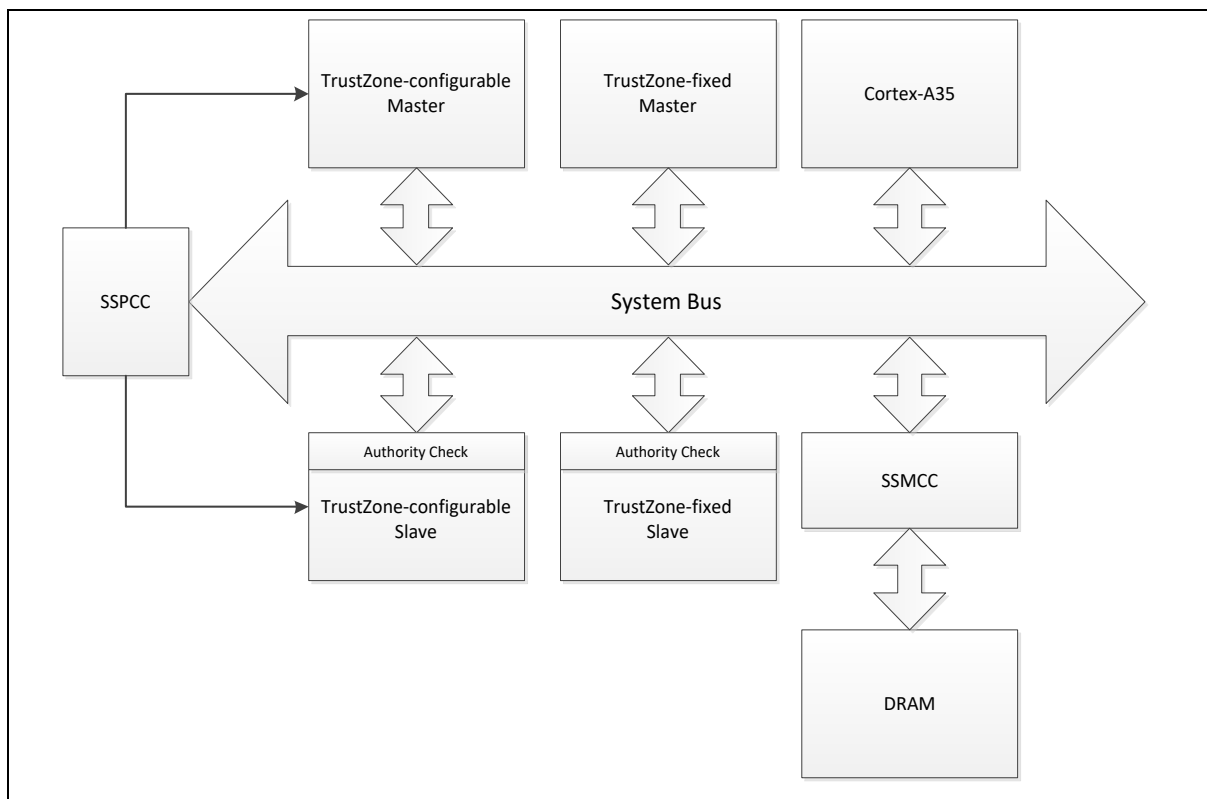 TrustZone-configurable
Master
TrustZone-fixed
Master
Cortex-A35
SSPCC
System Bus
Authority Check
TrustZone-configurable
Slave
Authority Check
TrustZone-fixed
Slave
SSMCC
DRAM